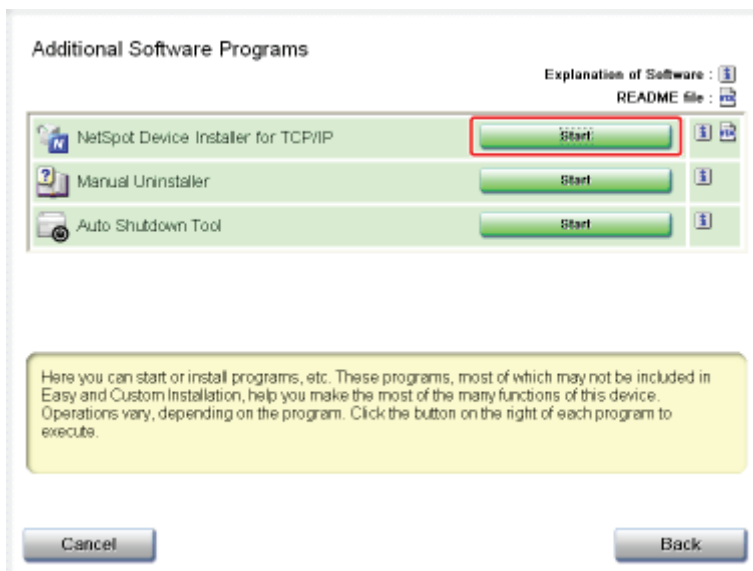 Additional Software Programs
Explanation of Software :
README file :
NetSpot Device Installer for TCP/IP
Start
Manual Uninstaller
Start
Auto Shutdown Tool
Start
Here you can start or install programs, etc. These programs, most of which may not be included in
Easy and Custom Installation, help you make the most of the many functions of this device.
Operations vary, depending on the program. Click the button on the right of each program to
execute.
Cancel
Back